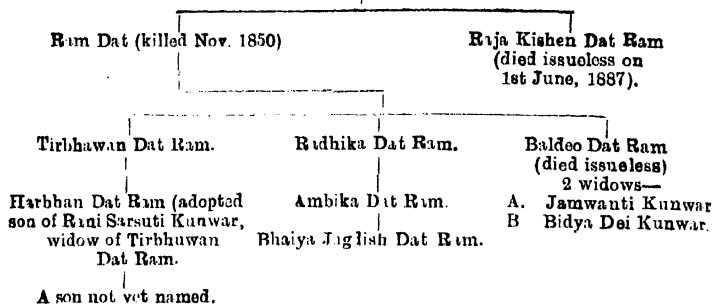 Ram Dat (killed Nov. 1850)
Raja Kishen Dat Ram
(died issueless on
1st June, 1887).
Tirbhawan Dat Ram.
Radhika Dat Ram.
Baldeo Dat Ram
(died issueless)
2 widows—
A. Jamwanti Kunwar
B Bidya Dei Kunwar.
Harbhan Dat Ram (adopted
son of Rani Sarsuti Kunwar,
widow of Tirbhuwan
Dat Ram.
Ambika Dat Ram.
Bhaiya Jaglish Dat Ram.
A son not yet named.